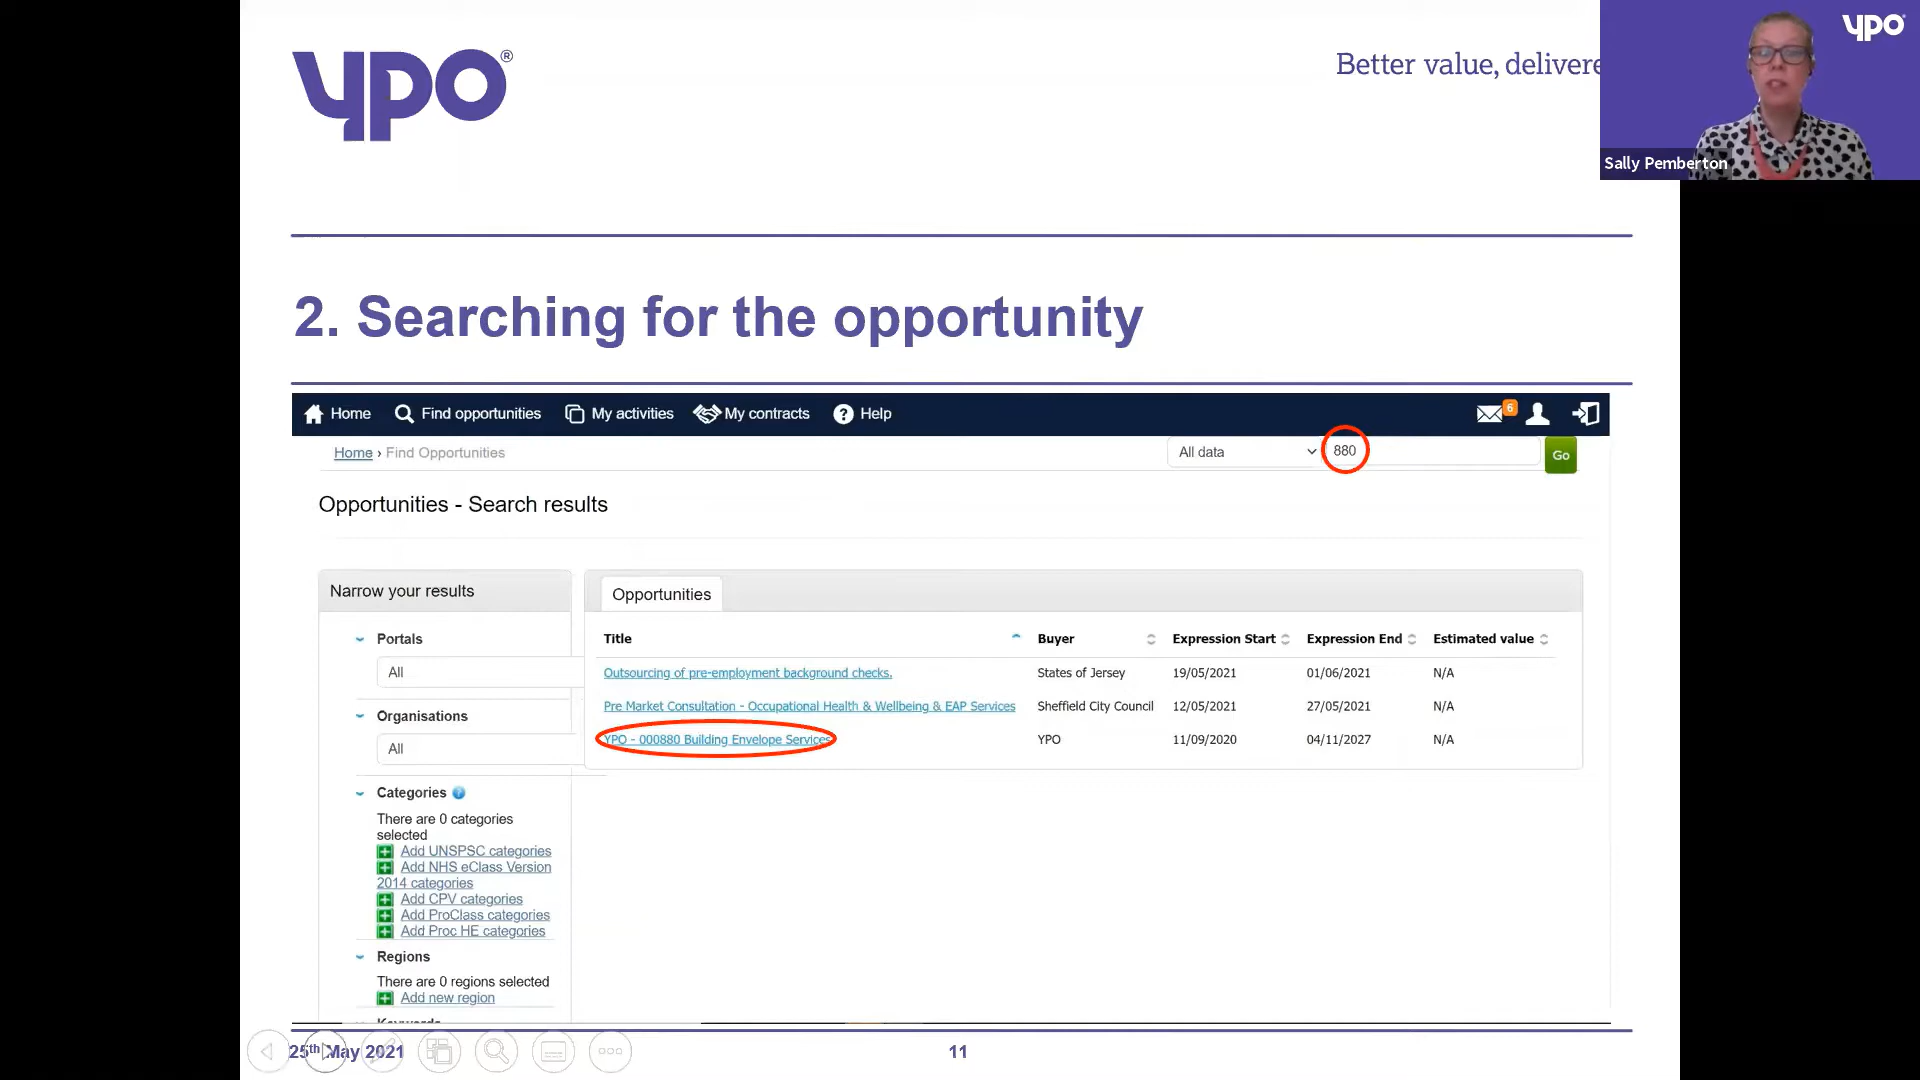 ypo®
Better value, delivere
ypo
Sally Pemberton
2. Searching for the opportunity
Home
Find opportunities
My activities
My contracts
Help
6
Home › Find Opportunities
All data
880
Go
Opportunities - Search results
Narrow your results
Portals
All
Organisations
All
Categories
There are 0 categories
selected
Add UNSPSC categories
Add NHS eClass Version
2014 categories
Add CPV categories
Add ProClass categories
Add Proc HE categories
Regions
There are 0 regions selected
Add new region
Keywords
Opportunities
Title Buyer Expression Start Expression End Estimated value
Outsourcing of pre-employment background checks. States of Jersey 19/05/2021 01/06/2021 N/A
Pre Market Consultation - Occupational Health & Wellbeing & EAP Services Sheffield City Council 12/05/2021 27/05/2021 N/A
YPO - 000880 Building Envelope Services YPO 11/09/2020 04/11/2027 N/A
25th May 2021
11